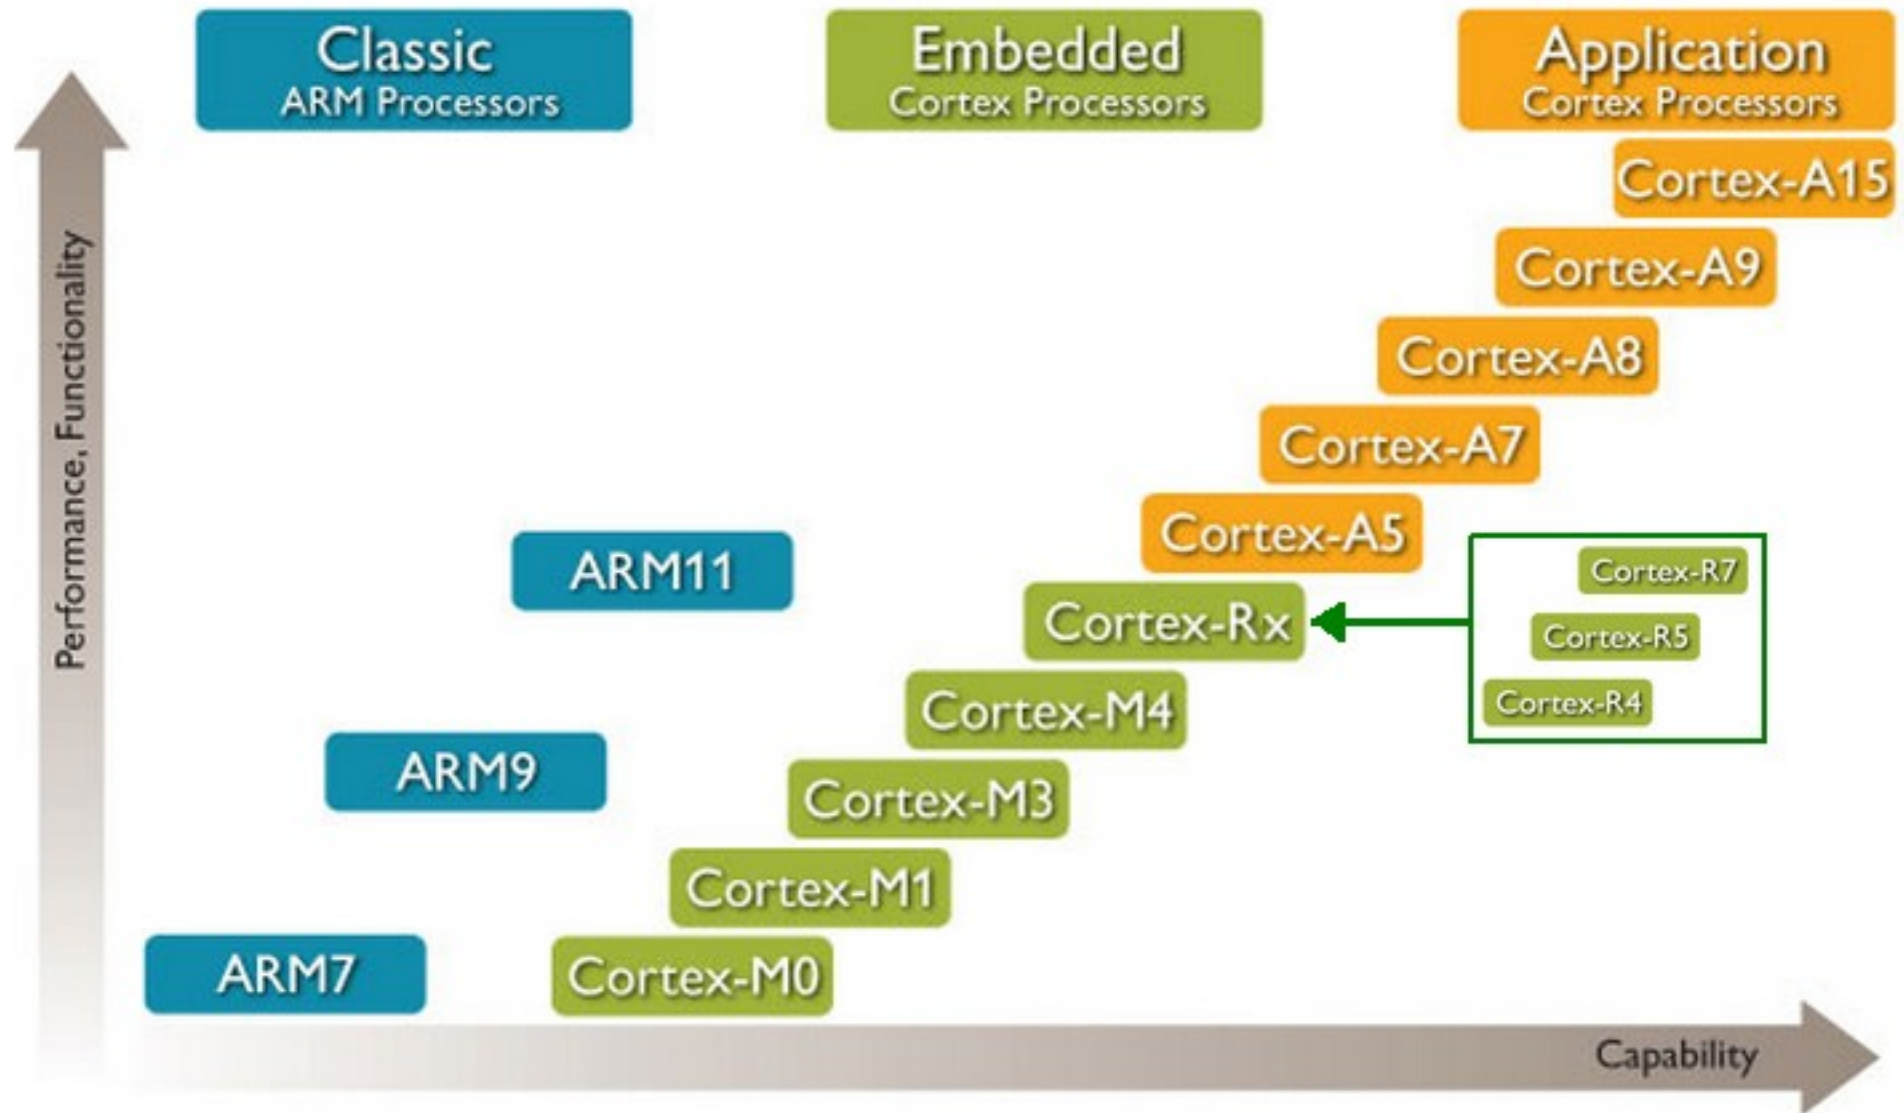 Classic
ARM Processors
Embedded
Cortex Processors
Application
Cortex Processors
Cortex-A15
Cortex-A9
Cortex-A8
Cortex-A7
Cortex-A5
ARM11
Cortex-R7
Cortex-Rx
Cortex-R5
Cortex-R4
Cortex-M4
ARM9
Cortex-M3
Cortex-M1
ARM7
Cortex-M0
Performance, Functionality
Capability